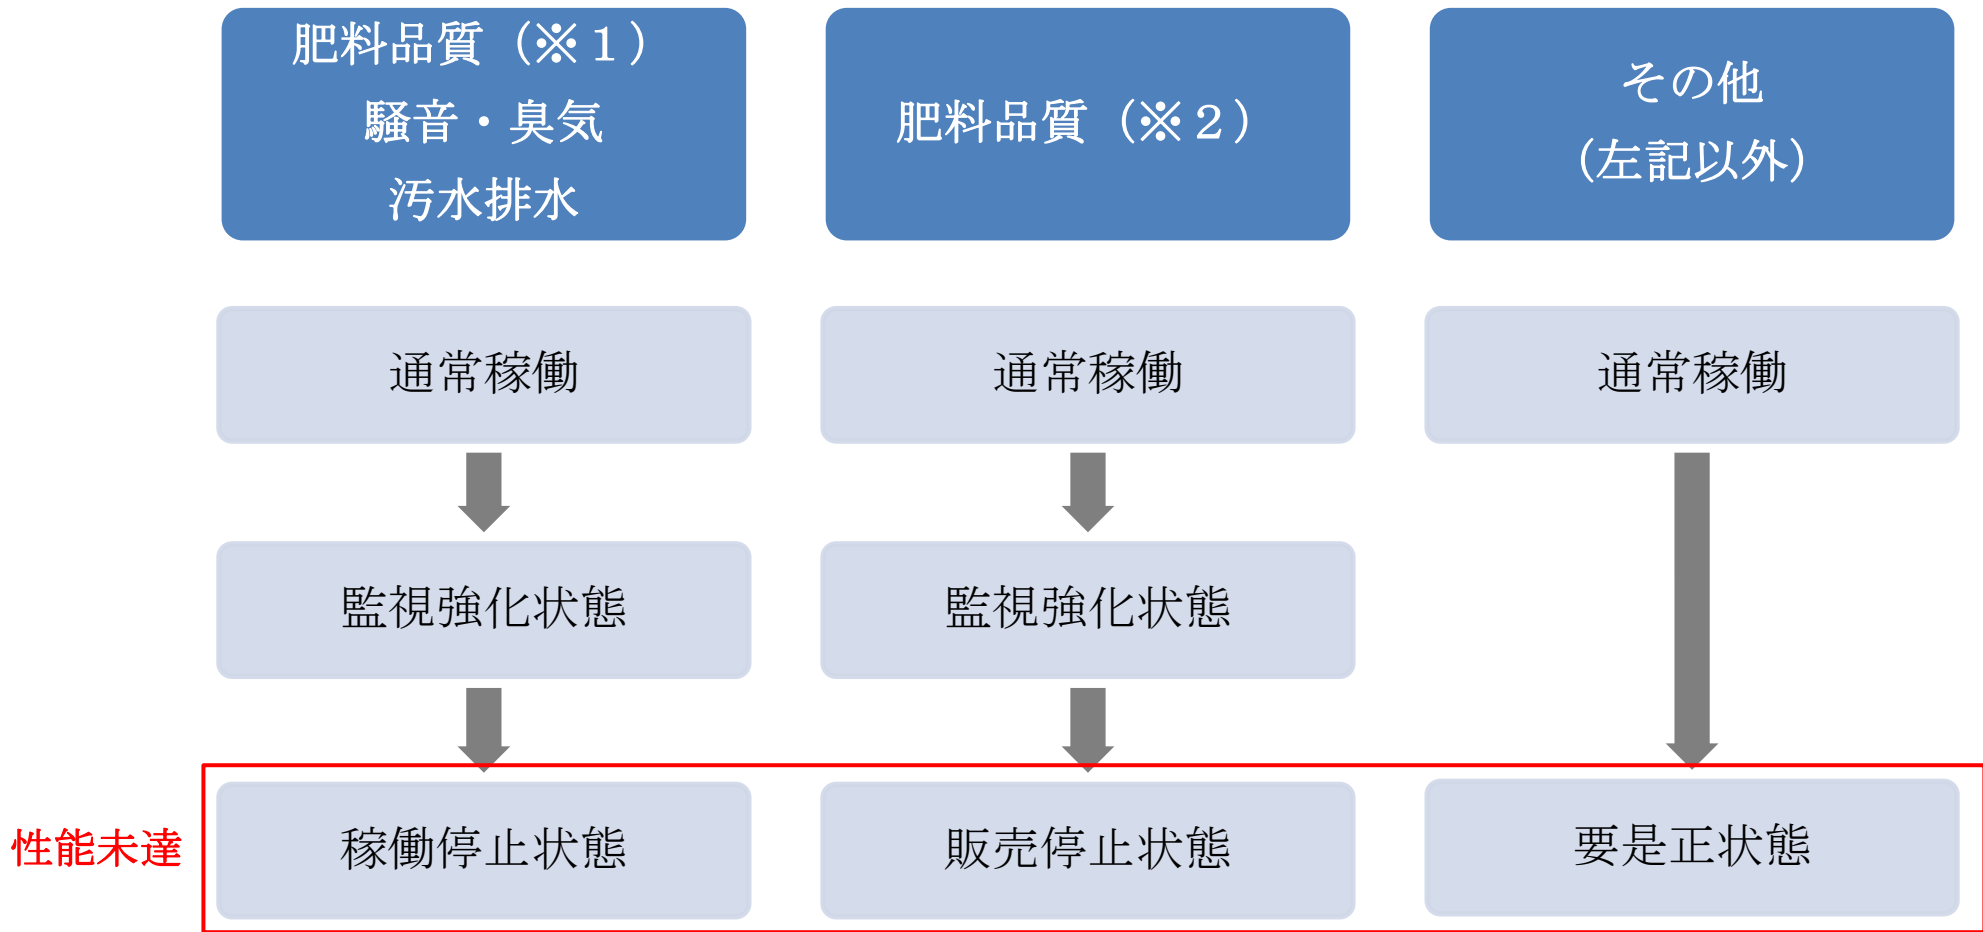 肥料品質（※１）
騒音・臭気
汚水排水
肥料品質（※２）
その他
（左記以外）
通常稼働
通常稼働
通常稼働
監視強化状態
監視強化状態
性能未達
稼働停止状態
販売停止状態
要是正状態